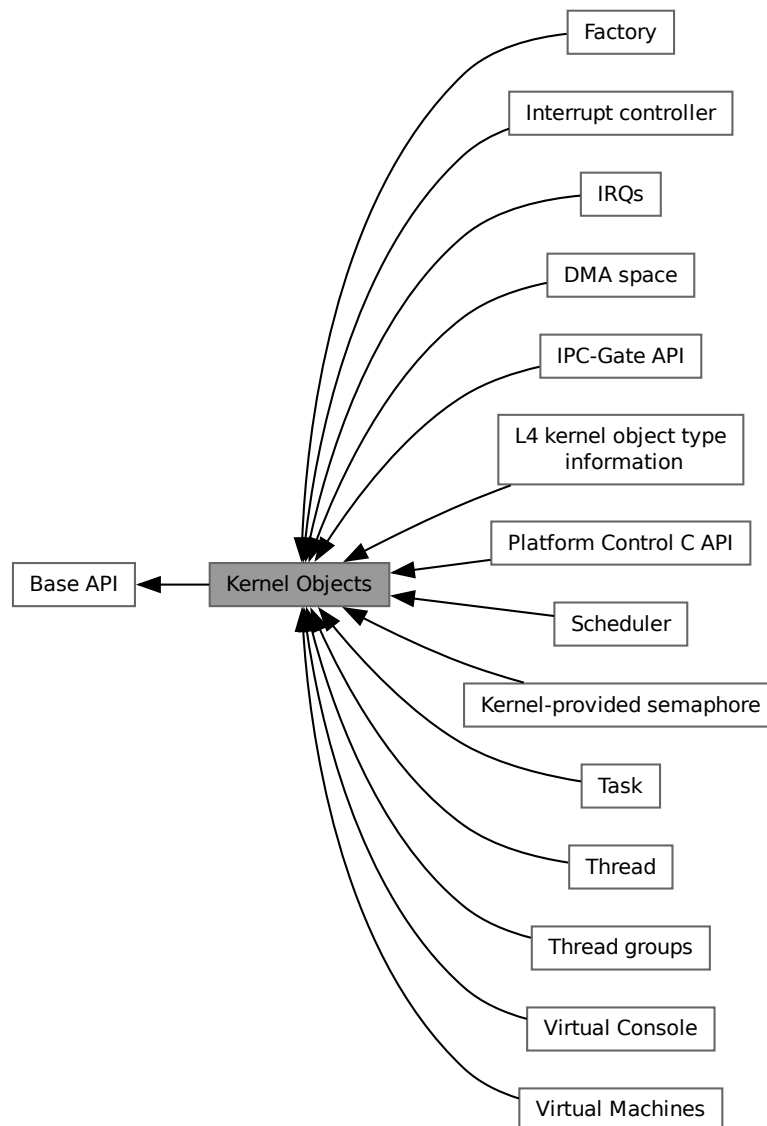 Factory
Interrupt controller
IRQs
DMA space
IPC-Gate API
L4 kernel object type
information
Platform Control C API
Base API
Kernel Objects
Scheduler
Kernel-provided semaphore
Task
Thread
Thread groups
Virtual Console
Virtual Machines